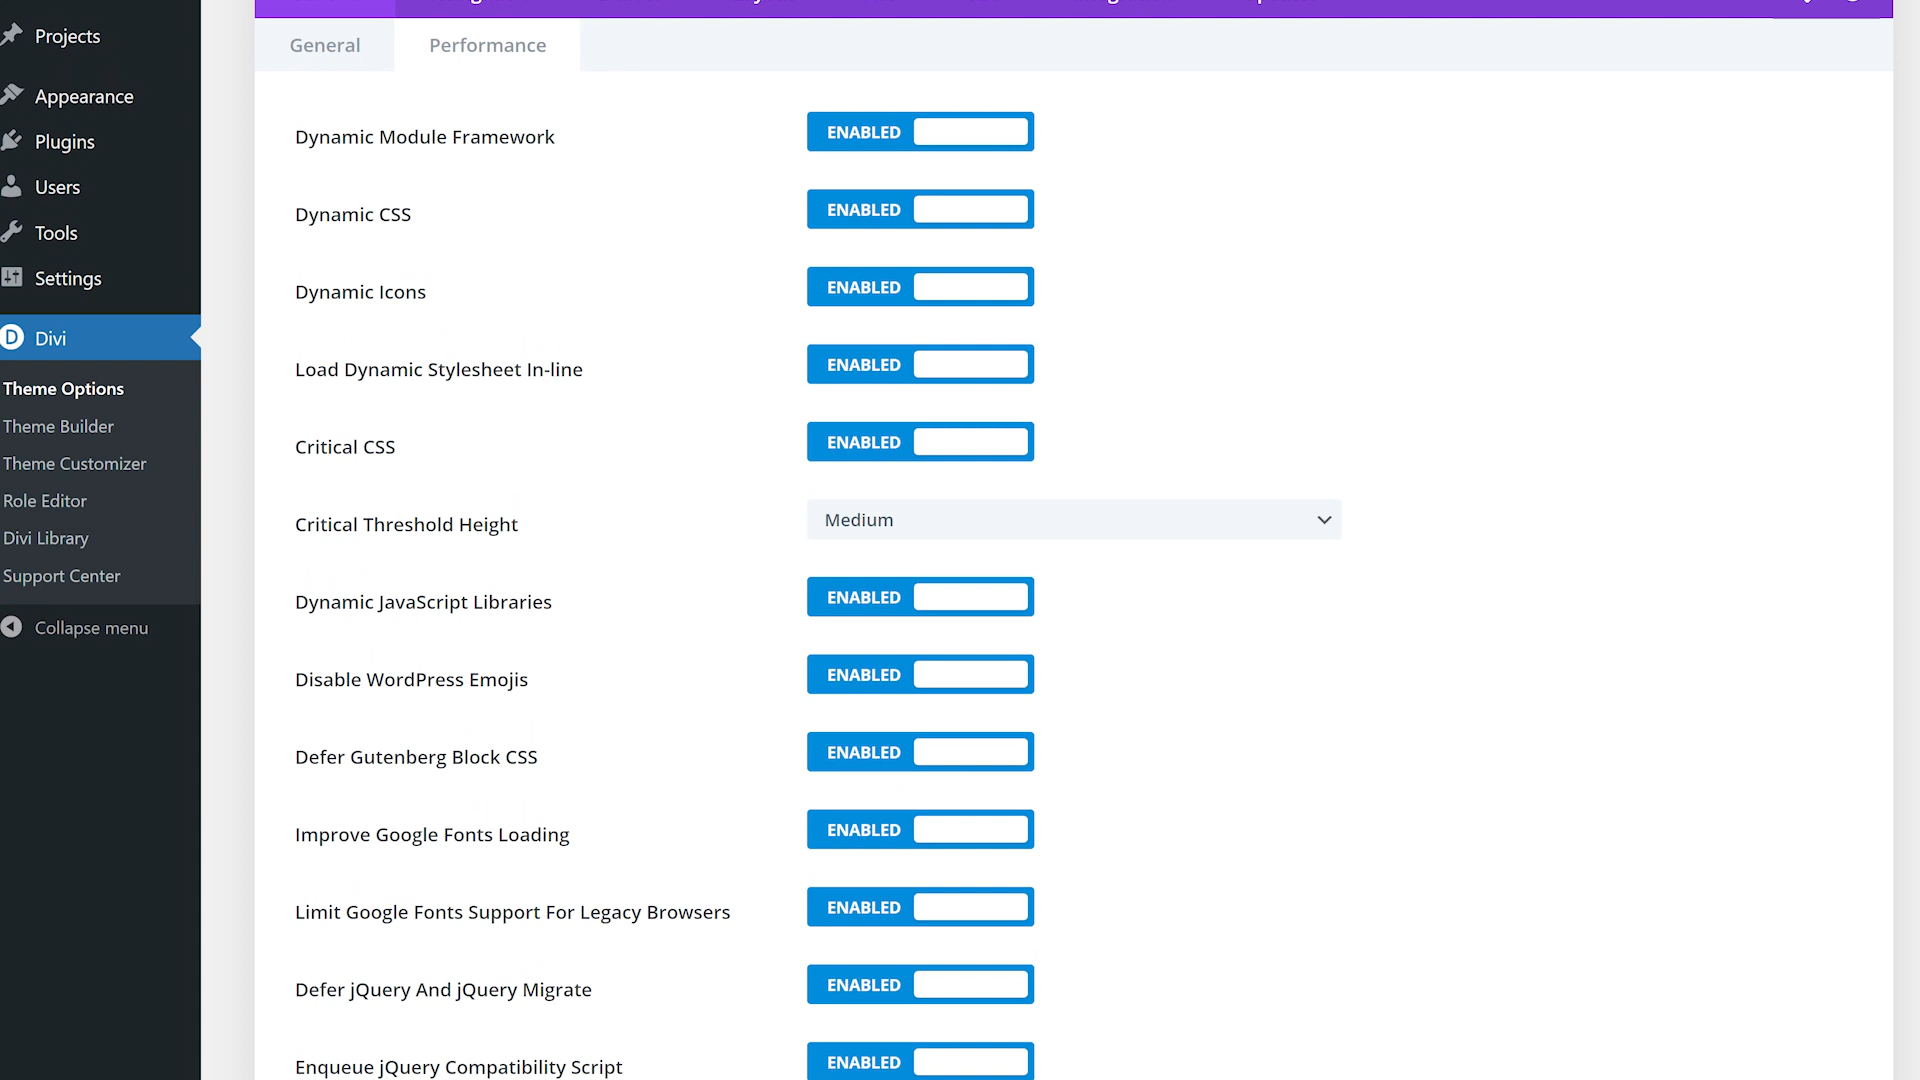 Projects
Appearance
Plugins
Users
Tools
Settings
Divi
Theme Options
Theme Builder
Theme Customizer
Role Editor
Divi Library
Support Center
Collapse menu
General
Performance
Dynamic Module Framework
ENABLED
Dynamic CSS
ENABLED
Dynamic Icons
ENABLED
Load Dynamic Stylesheet In-line
ENABLED
Critical CSS
ENABLED
Critical Threshold Height
Medium
Dynamic JavaScript Libraries
ENABLED
Disable WordPress Emojis
ENABLED
Defer Gutenberg Block CSS
ENABLED
Improve Google Fonts Loading
ENABLED
Limit Google Fonts Support For Legacy Browsers
ENABLED
Defer jQuery And jQuery Migrate
ENABLED
Enqueue jQuery Compatibility Script
ENABLED